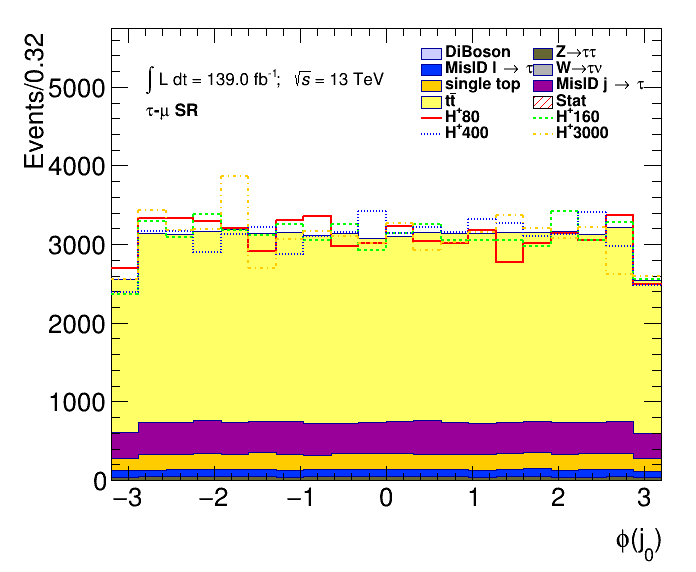 Events/0.32
5000
4000
3000
2000
1000
0
∫ L dt = 139.0 fb⁻¹; √s = 13 TeV
τ-μ SR
DiBoson
MisID l → τ
single top
tt̄
H⁺80
H⁺400
Z→ττ
W→τν
MisID j → τ
Stat
H⁺160
H⁺3000
−3 −2 −1 0 1 2 3
ϕ(j₀)